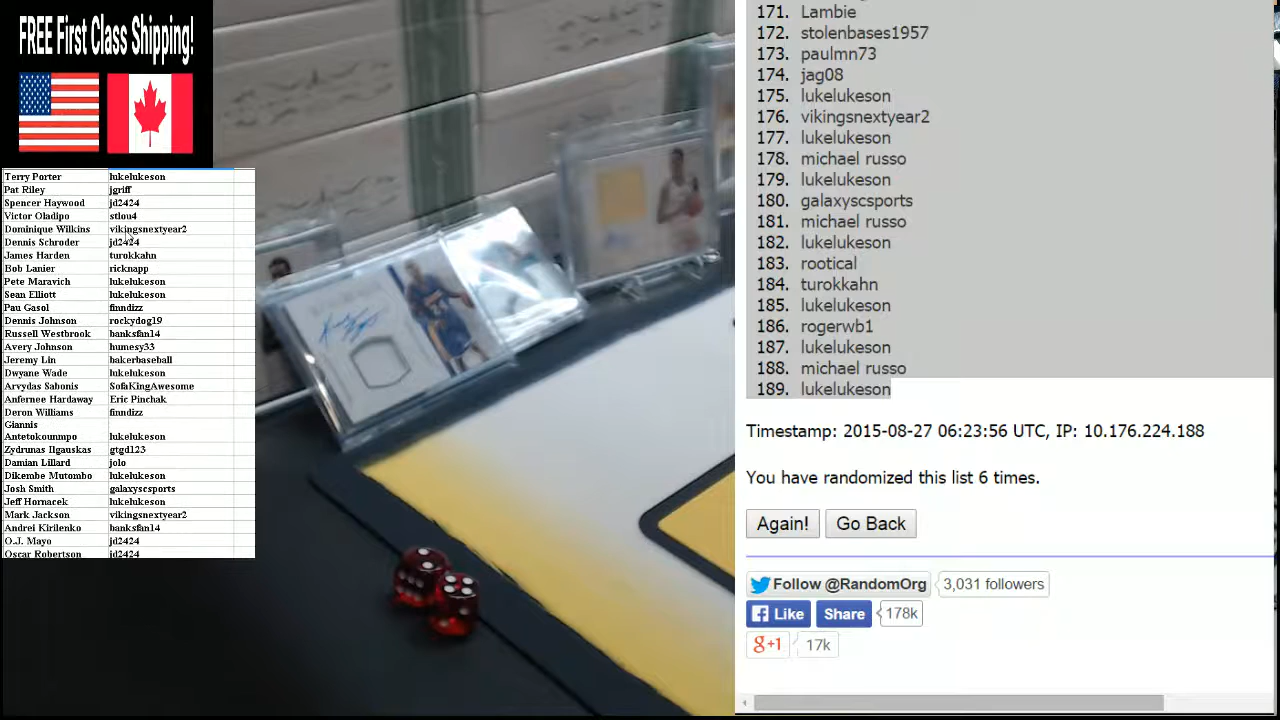 FREE First Class Shipping!
Terry Porter lukelukeson
Pat Riley jgriff
Spencer Haywood jd2424
Victor Oladipo stlou4
Dominique Wilkins vikingsnextyear2
Dennis Schroder jd2424
James Harden turokkahn
Bob Lanier ricknapp
Pete Maravich lukelukeson
Sean Elliott lukelukeson
Pau Gasol finndizz
Dennis Johnson rockydog19
Russell Westbrook banksfan14
Avery Johnson humesy33
Jeremy Lin bakerbaseball
Dwyane Wade lukelukeson
Arvydas Sabonis SofaKingAwesome
Anfernee Hardaway Eric Pinchak
Deron Williams finndizz
Giannis
Antetokounmpo lukelukeson
Zydrunas Ilgauskas gtgd123
Damian Lillard jolo
Dikembe Mutombo lukelukeson
Josh Smith galaxyscsports
Jeff Hornacek lukelukeson
Mark Jackson vikingsnextyear2
Andrei Kirilenko banksfan14
O.J. Mayo jd2424
Oscar Robertson jd2424
171. Lambie
172. stolenbases1957
173. paulmn73
174. jag08
175. lukelukeson
176. vikingsnextyear2
177. lukelukeson
178. michael russo
179. lukelukeson
180. galaxyscsports
181. michael russo
182. lukelukeson
183. rootical
184. turokkahn
185. lukelukeson
186. rogerwb1
187. lukelukeson
188. michael russo
189. lukelukeson
Timestamp: 2015-08-27 06:23:56 UTC, IP: 10.176.224.188
You have randomized this list 6 times.
Again! Go Back
Follow @RandomOrg 3,031 followers
Like Share 178k
g+1 17k